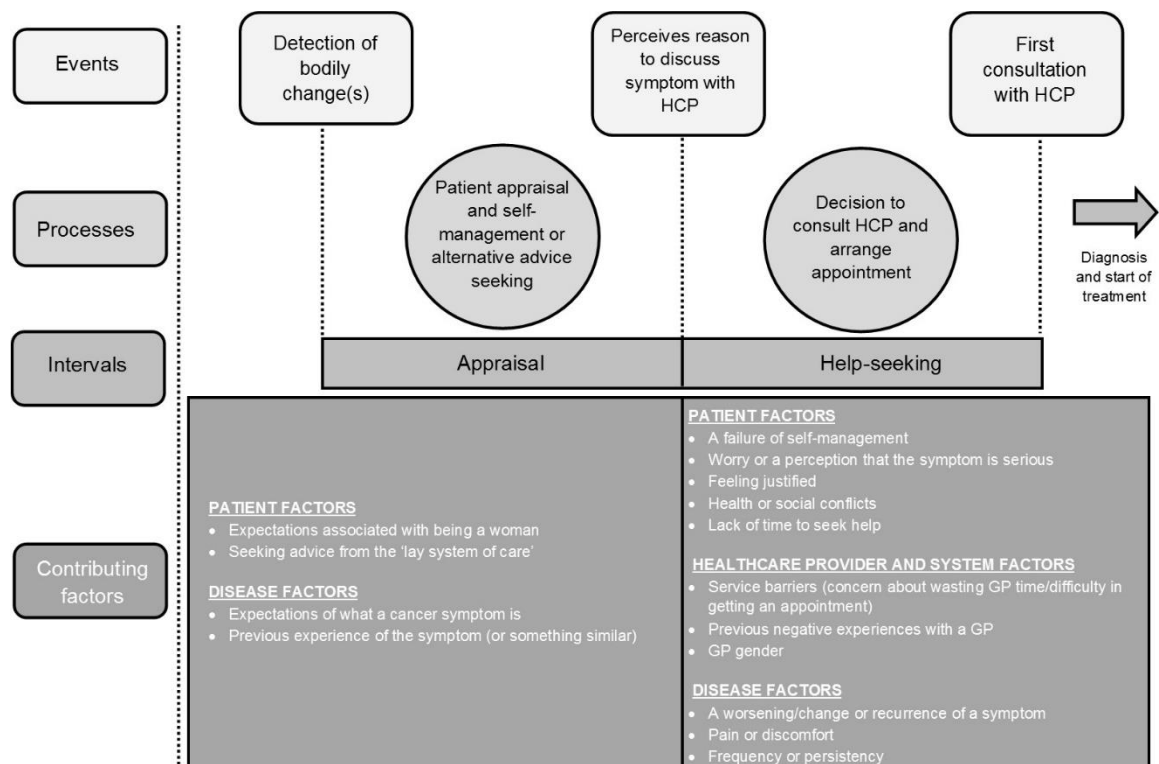 Events
Detection of
bodily
change(s)
Perceives reason
to discuss
symptom with
HCP
First
consultation
with HCP
Processes
Patient appraisal
and self-
management or
alternative advice
seeking
Decision to
consult HCP and
arrange
appointment
Diagnosis
and start of
treatment
Intervals
Appraisal
Help-seeking
Contributing
factors
PATIENT FACTORS
• Expectations associated with being a woman
• Seeking advice from the ‘lay system of care’
DISEASE FACTORS
• Expectations of what a cancer symptom is
• Previous experience of the symptom (or something similar)
PATIENT FACTORS
• A failure of self-management
• Worry or a perception that the symptom is serious
• Feeling justified
• Health or social conflicts
• Lack of time to seek help
HEALTHCARE PROVIDER AND SYSTEM FACTORS
• Service barriers (concern about wasting GP time/difficulty in
getting an appointment)
• Previous negative experiences with a GP
• GP gender
DISEASE FACTORS
• A worsening/change or recurrence of a symptom
• Pain or discomfort
• Frequency or persistency